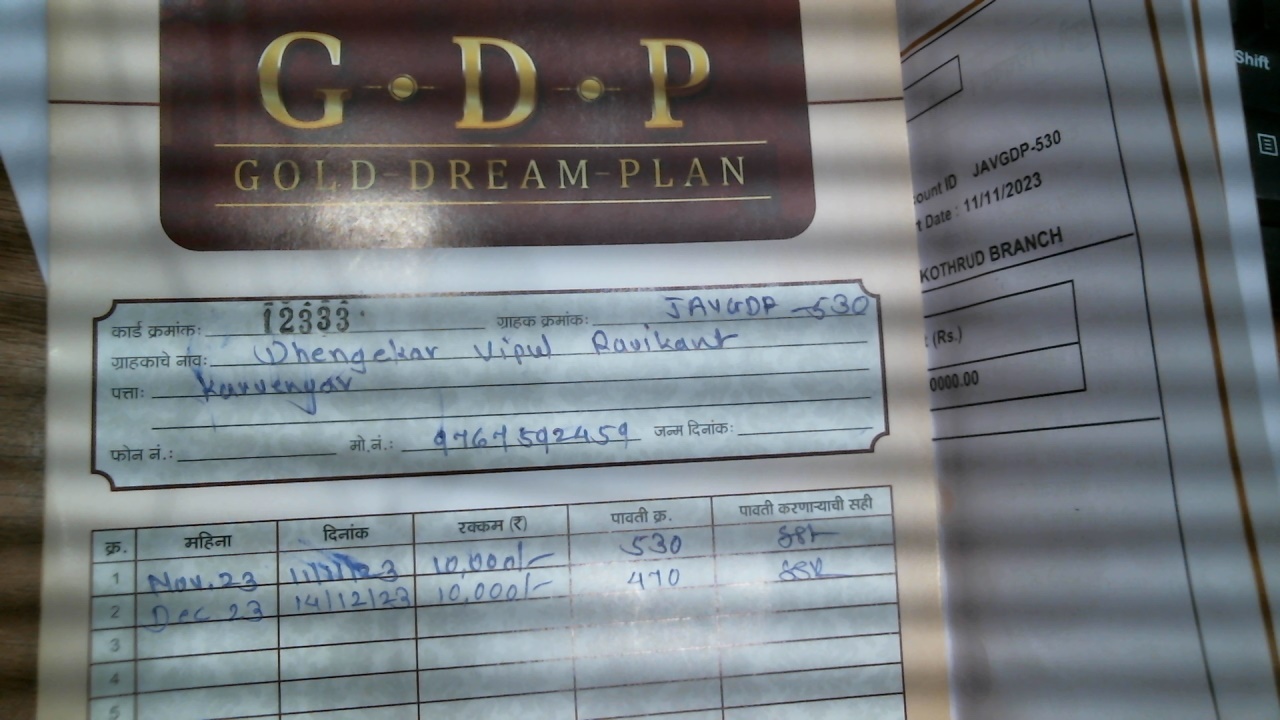 G·D·P
GOLD-DREAM-PLAN
कार्ड क्रमांक: 12333 ग्राहक क्रमांक: JAVGDP-530
ग्राहकाचे नाव: Dhengekar Vipul Ravikant
पत्ता: Karvengar
फोन नं.: मो.नं.: 9767592459 जन्म दिनांक:
क्र. महिना दिनांक रक्कम (₹) पावती क्र. पावती करणाऱ्याची सही
1 Nov. 23 10,000/- 530
2 Dec 23 14/12/23 10,000/- 470
3
4
5
ount ID JAVGDP-530
t Date : 11/11/2023
KOTHRUD BRANCH
(Rs.)
0000.00
Shift